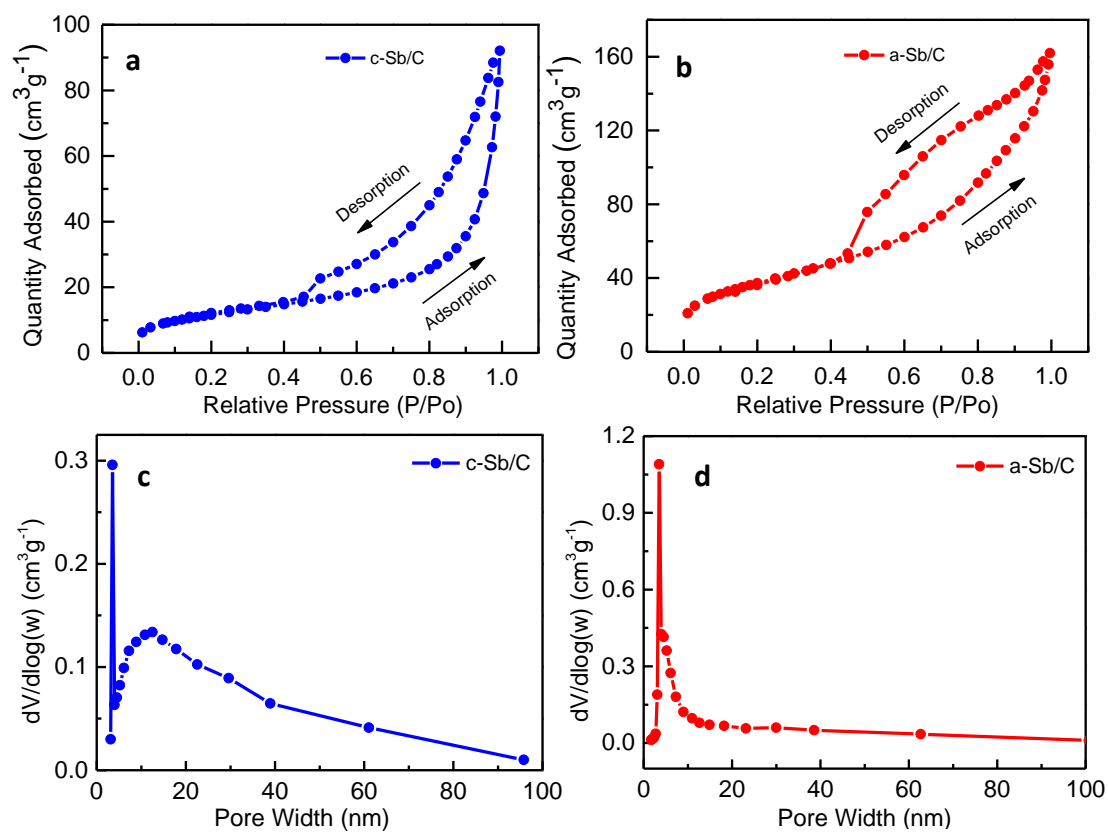 a
c-Sb/C
Desorption
Adsorption
Quantity Adsorbed (cm³g⁻¹)
100
80
60
40
20
0
0.0 0.2 0.4 0.6 0.8 1.0
Relative Pressure (P/Po)
b
a-Sb/C
Desorption
Adsorption
Quantity Adsorbed (cm³g⁻¹)
160
120
80
40
0
0.0 0.2 0.4 0.6 0.8 1.0
Relative Pressure (P/Po)
c
c-Sb/C
dV/dlog(w) (cm³g⁻¹)
0.3
0.2
0.1
0.0
0 20 40 60 80 100
Pore Width (nm)
d
a-Sb/C
dV/dlog(w) (cm³g⁻¹)
1.2
0.9
0.6
0.3
0.0
0 20 40 60 80 100
Pore Width (nm)